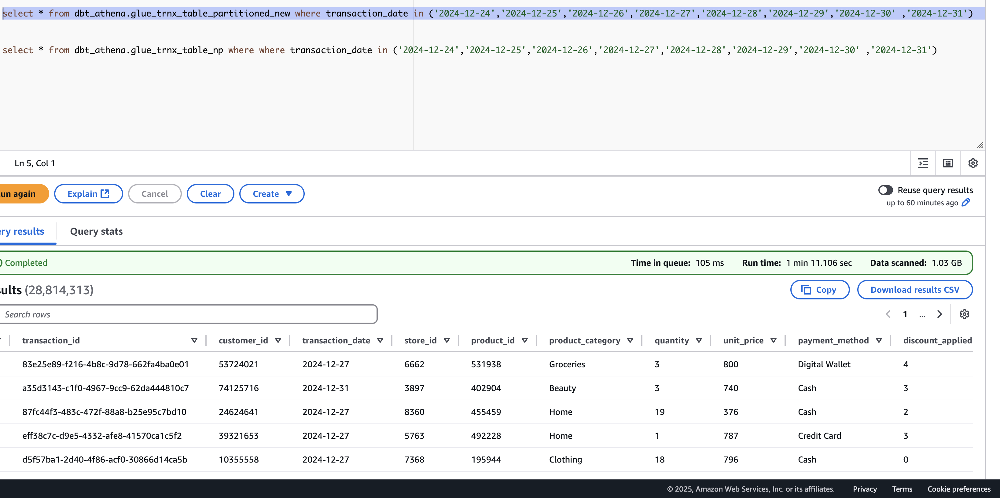 select * from dbt_athena.glue_trnx_table_partitioned_new where transaction_date in ('2024-12-24','2024-12-25','2024-12-26','2024-12-27','2024-12-28','2024-12-29','2024-12-30' ,'2024-12-31')
select * from dbt_athena.glue_trnx_table_np where where transaction_date in ('2024-12-24','2024-12-25','2024-12-26','2024-12-27','2024-12-28','2024-12-29','2024-12-30' ,'2024-12-31')
Ln 5, Col 1
un again Explain Cancel Clear Create Reuse query results
up to 60 minutes ago
ery results Query stats
Completed Time in queue: 105 ms Run time: 1 min 11.106 sec Data scanned: 1.03 GB
sults (28,814,313) Copy Download results CSV
Search rows 1 ...
transaction_id customer_id transaction_date store_id product_id product_category quantity unit_price payment_method discount_applied
83e25e89-f216-4b8c-9d78-662fa4ba0e01 53724021 2024-12-27 6662 531938 Groceries 3 800 Digital Wallet 4
a35d3143-c1f0-4967-9cc9-62da444810c7 74125716 2024-12-31 3897 402904 Beauty 3 740 Cash 3
87fc44f3-483c-472f-88a8-b25e95c7bd10 24624641 2024-12-27 8360 455459 Home 19 376 Cash 2
eff38c7c-d9e5-4332-afe8-41570ca1c5f2 39321653 2024-12-27 5763 492228 Home 1 787 Credit Card 3
d5f57ba1-2d40-4f86-acf0-30866d14ca5b 10355558 2024-12-27 7368 195944 Clothing 18 796 Cash 0
© 2025, Amazon Web Services, Inc. or its affiliates. Privacy Terms Cookie preferences